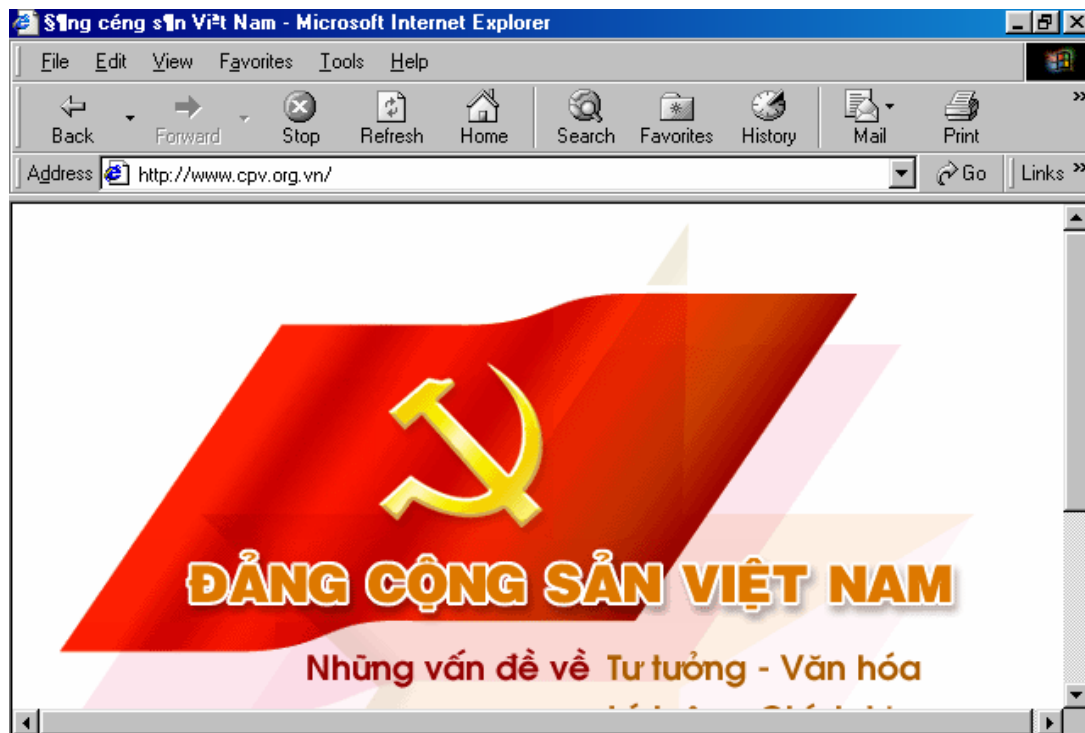 §¶ng céng s¶n ViÖt Nam - Microsoft Internet Explorer
File Edit View Favorites Tools Help
Back Forward Stop Refresh Home Search Favorites History Mail Print
Address http://www.cpv.org.vn/ Go Links
ĐẢNG CỘNG SẢN VIỆT NAM
Những vấn đề về Tư tưởng - Văn hóa